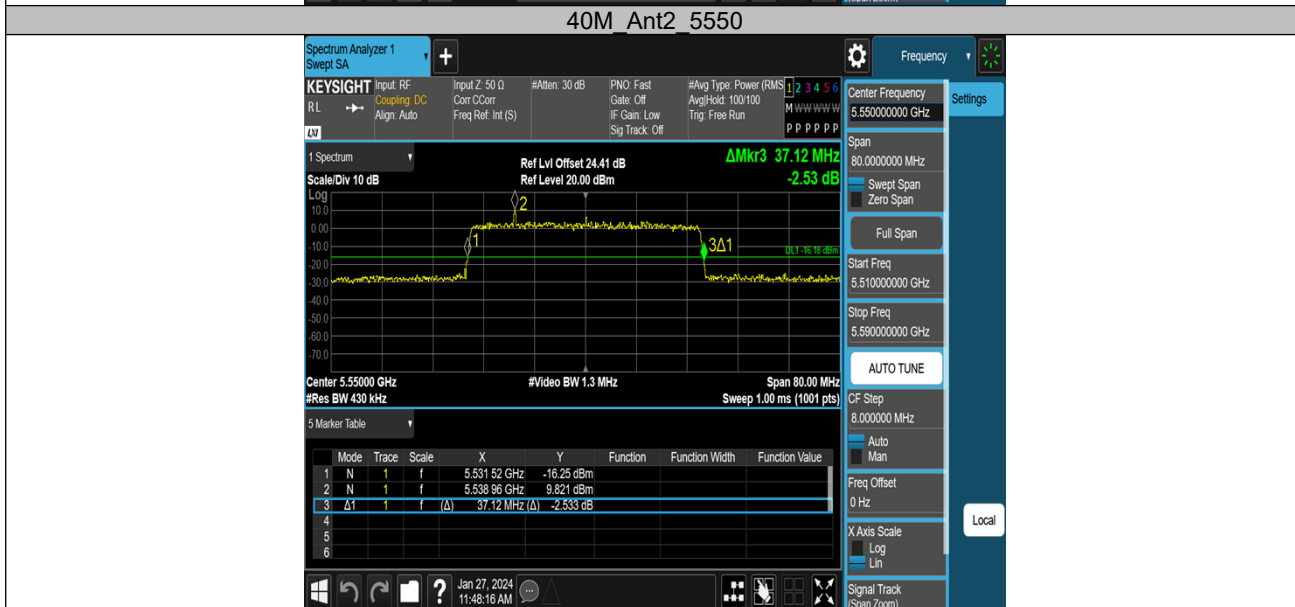 40M_Ant2_5550
Spectrum Analyzer 1
Swept SA
+
Frequency
KEYSIGHT
RL
LXI
Input: RF
Coupling: DC
Align: Auto
Input Z: 50 Ω
Corr CCorr
Freq Ref: Int (S)
#Atten: 30 dB
PNO: Fast
Gate: Off
IF Gain: Low
Sig Track: Off
#Avg Type: Power (RMS
Avg|Hold: 100/100
Trig: Free Run
1 2 3 4 5 6
M W W W W W
P P P P P P
Center Frequency
5.550000000 GHz
Settings
Span
80.0000000 MHz
Swept Span
Zero Span
Full Span
Start Freq
5.510000000 GHz
Stop Freq
5.590000000 GHz
AUTO TUNE
CF Step
8.000000 MHz
Auto
Man
Freq Offset
0 Hz
X Axis Scale
Log
Lin
Signal Track
(Span Zoom)
Local
1 Spectrum
Scale/Div 10 dB
Ref Lvl Offset 24.41 dB
Ref Level 20.00 dBm
ΔMkr3 37.12 MHz
-2.53 dB
Log
10.0
0.00
-10.0
-20.0
-30.0
-40.0
-50.0
-60.0
-70.0
1
2
3Δ1
DL1 -16.18 dBm
Center 5.55000 GHz
#Video BW 1.3 MHz
Span 80.00 MHz
#Res BW 430 kHz
Sweep 1.00 ms (1001 pts)
5 Marker Table
Mode Trace Scale X Y Function Function Width Function Value
1 N 1 f 5.531 52 GHz -16.25 dBm
2 N 1 f 5.538 96 GHz 9.821 dBm
3 Δ1 1 f (Δ) 37.12 MHz (Δ) -2.533 dB
4
5
6
?
Jan 27, 2024
11:48:16 AM